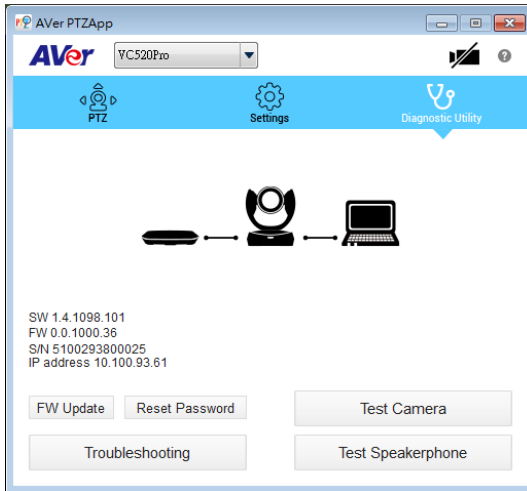 AVer PTZApp
AVer VC520Pro
PTZ Settings Diagnostic Utility
SW 1.4.1098.101
FW 0.0.1000.36
S/N 5100293800025
IP address 10.100.93.61
FW Update Reset Password Test Camera
Troubleshooting Test Speakerphone